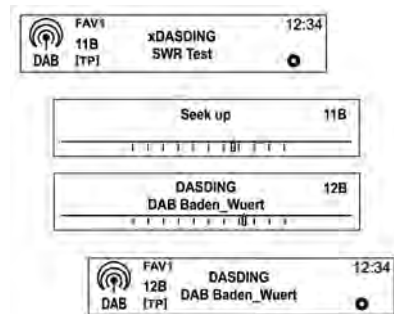 FAV1
12:34
11B
xDASDING
DAB
[TP]
SWR Test
Seek up
11B
DASDING
12B
DAB Baden_Wuert
FAV1
12:34
12B
DASDING
DAB
[TP]
DAB Baden_Wuert